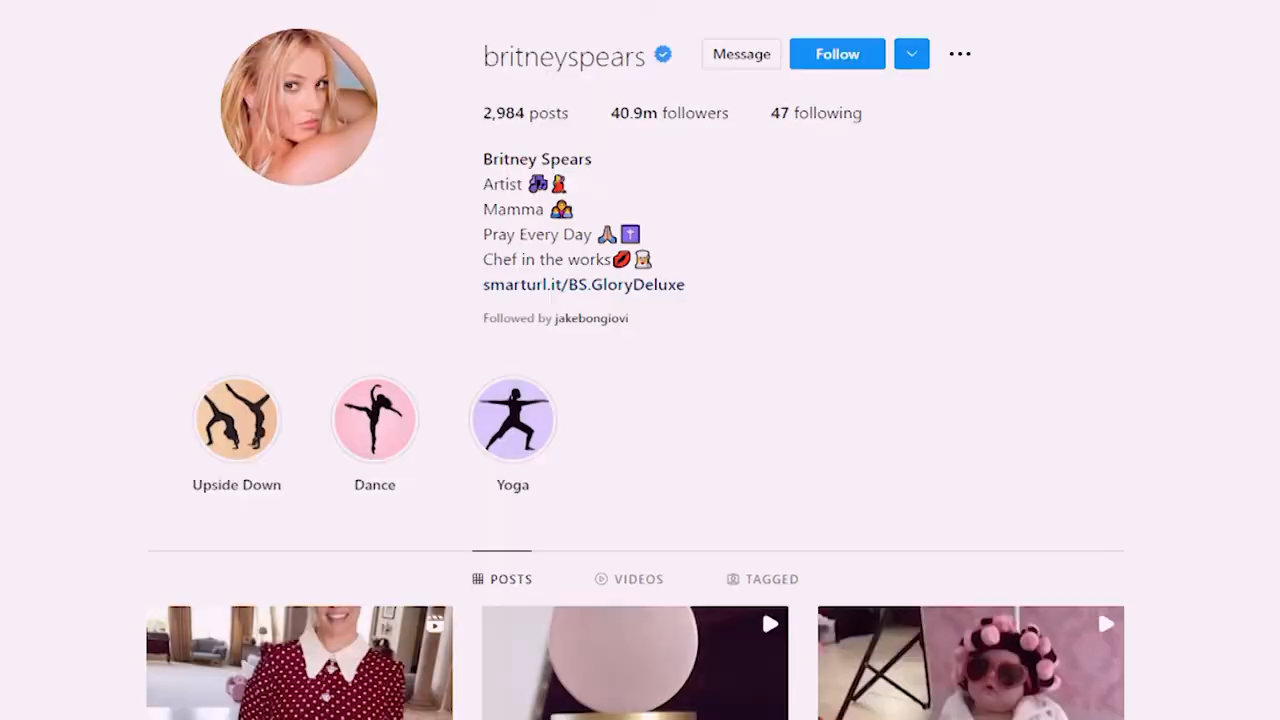 britneyspears Message Follow
2,984 posts 40.9m followers 47 following
Britney Spears
Artist 🎶💃
Mamma 👩‍👧‍👦
Pray Every Day 🙏🏽✝️
Chef in the works💋👩🏼‍🍳
smarturl.it/BS.GloryDeluxe
Followed by jakebongiovi
Upside Down Dance Yoga
POSTS VIDEOS TAGGED